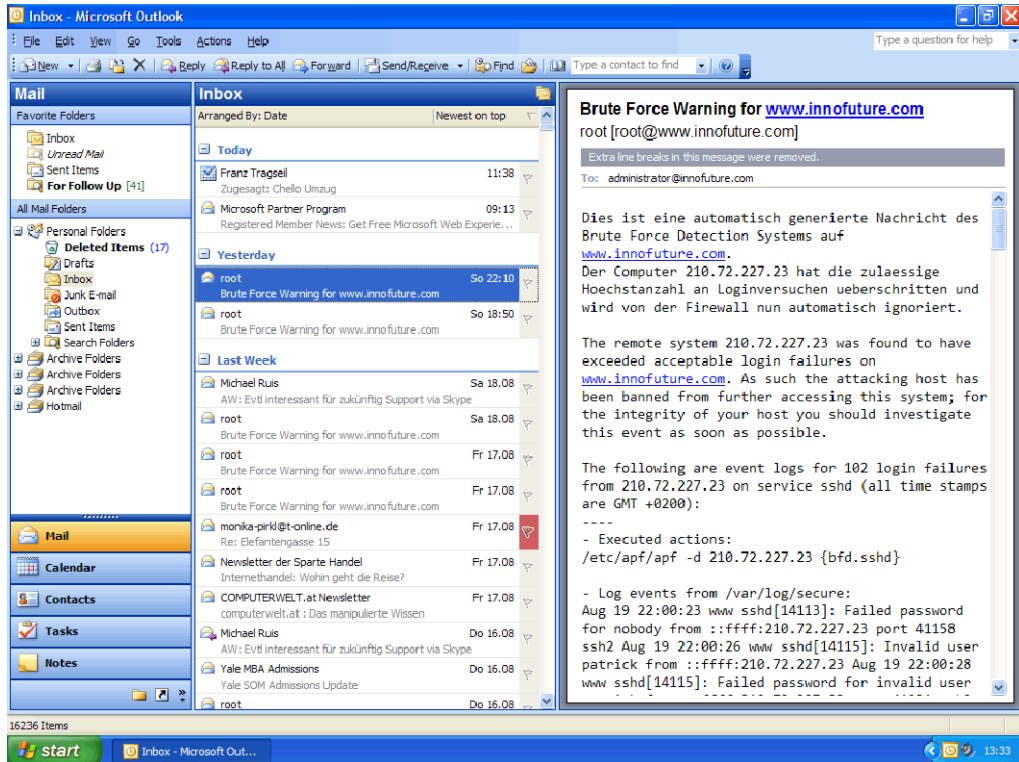 Inbox - Microsoft Outlook
File Edit View Go Tools Actions Help
Type a question for help
New Reply Reply to All Forward Send/Receive Find Type a contact to find
Mail
Favorite Folders
Inbox
Unread Mail
Sent Items
For Follow Up [41]
All Mail Folders
Personal Folders
Deleted Items (17)
Drafts
Inbox
Junk E-mail
Outbox
Sent Items
Search Folders
Archive Folders
Archive Folders
Archive Folders
Hotmail
Mail
Calendar
Contacts
Tasks
Notes
Inbox
Arranged By: Date Newest on top
Today
Franz Tragseil 11:38
Zugesagt: Chello Umzug
Microsoft Partner Program 09:13
Registered Member News: Get Free Microsoft Web Experie...
Yesterday
root So 22:10
Brute Force Warning for www.innofuture.com
root So 18:50
Brute Force Warning for www.innofuture.com
Last Week
Michael Ruis Sa 18.08
AW: Evtl interessant für zukünftig Support via Skype
root Sa 18.08
Brute Force Warning for www.innofuture.com
root Fr 17.08
Brute Force Warning for www.innofuture.com
root Fr 17.08
Brute Force Warning for www.innofuture.com
monika-pirkl@t-online.de Fr 17.08
Re: Elefantengasse 15
Newsletter der Sparte Handel Fr 17.08
Internethandel: Wohin geht die Reise?
COMPUTERWELT.at Newsletter Fr 17.08
computerwelt.at : Das manipulierte Wissen
Michael Ruis Do 16.08
AW: Evtl interessant für zukünftig Support via Skype
Yale MBA Admissions Do 16.08
Yale SOM Admissions Update
root Do 16.08
Brute Force Warning for www.innofuture.com
root [root@www.innofuture.com]
Extra line breaks in this message were removed.
To: administrator@innofuture.com
Dies ist eine automatisch generierte Nachricht des
Brute Force Detection Systems auf
www.innofuture.com.
Der Computer 210.72.227.23 hat die zulaessige
Hoechstanzahl an Loginversuchen ueberschritten und
wird von der Firewall nun automatisch ignoriert.
The remote system 210.72.227.23 was found to have
exceeded acceptable login failures on
www.innofuture.com. As such the attacking host has
been banned from further accessing this system; for
the integrity of your host you should investigate
this event as soon as possible.
The following are event logs for 102 login failures
from 210.72.227.23 on service sshd (all time stamps
are GMT +0200):
----
- Executed actions:
/etc/apf/apf -d 210.72.227.23 {bfd.sshd}
- Log events from /var/log/secure:
Aug 19 22:00:23 www sshd[14113]: Failed password
for nobody from ::ffff:210.72.227.23 port 41158
ssh2 Aug 19 22:00:26 www sshd[14115]: Invalid user
patrick from ::ffff:210.72.227.23 Aug 19 22:00:28
www sshd[14115]: Failed password for invalid user
16236 Items
start Inbox - Microsoft Out... 13:33